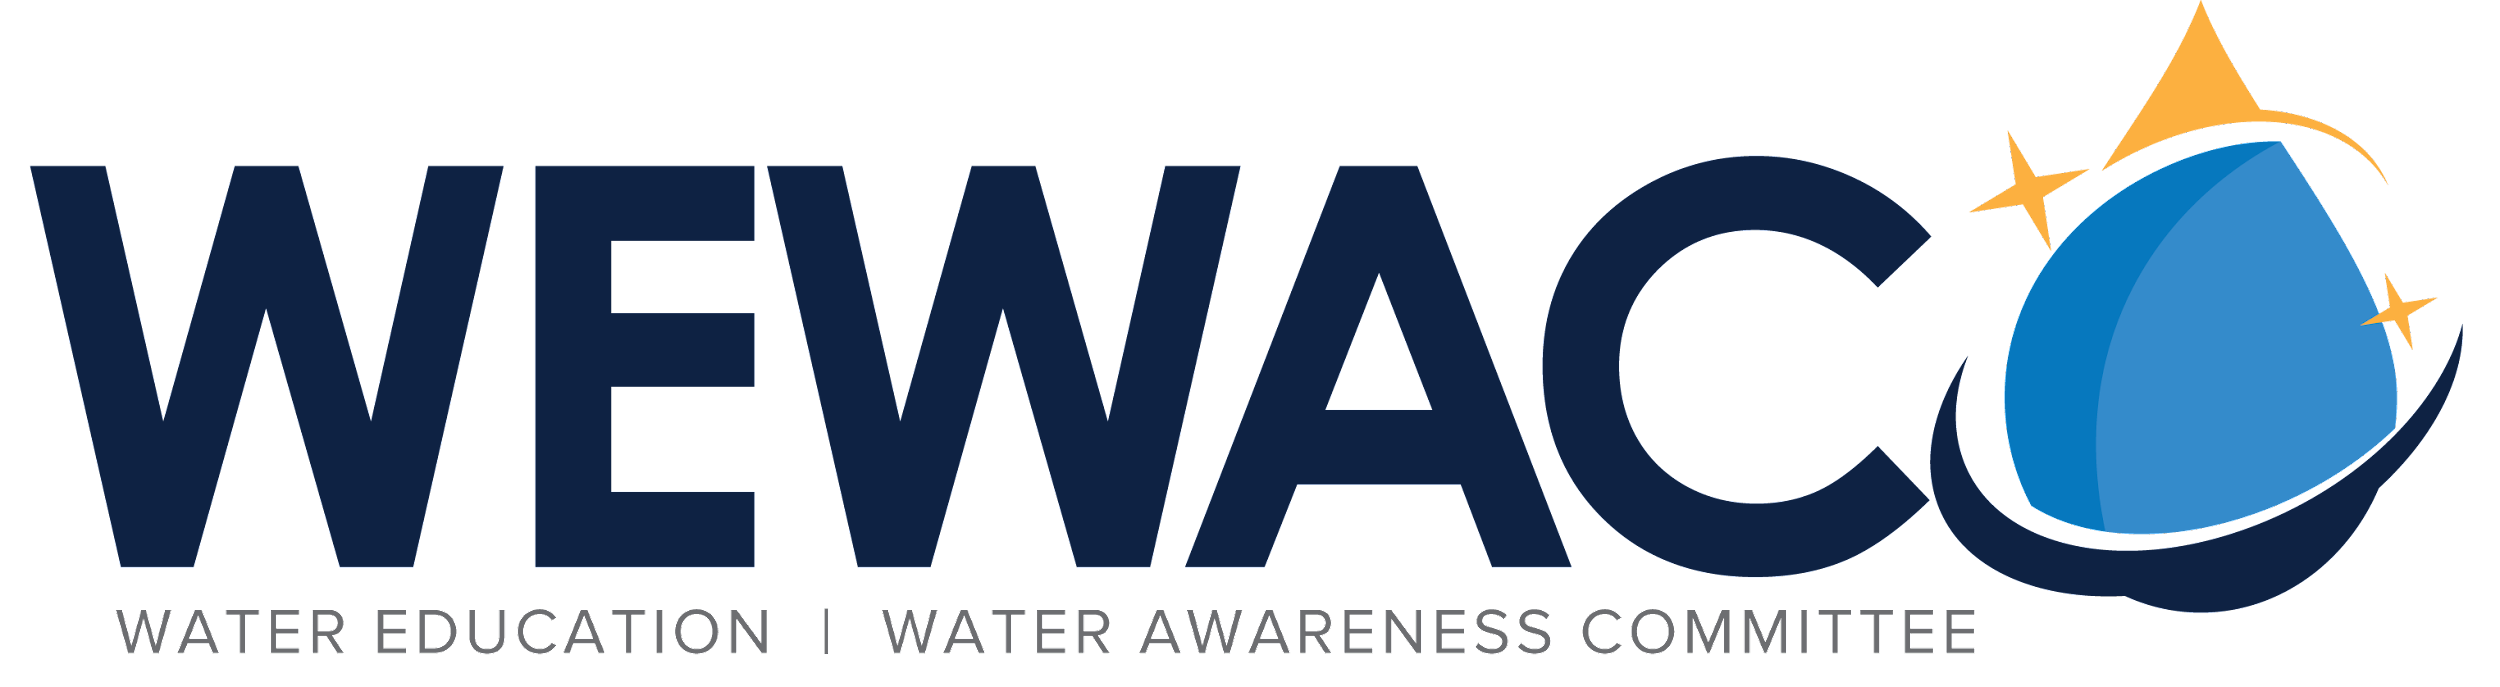 WEWAC
WATER EDUCATION | WATER AWARENESS COMMITTEE